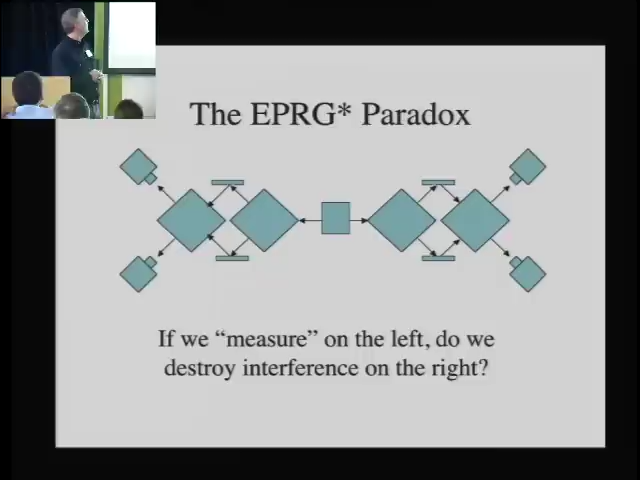 The EPRG* Paradox
If we “measure” on the left, do we
destroy interference on the right?